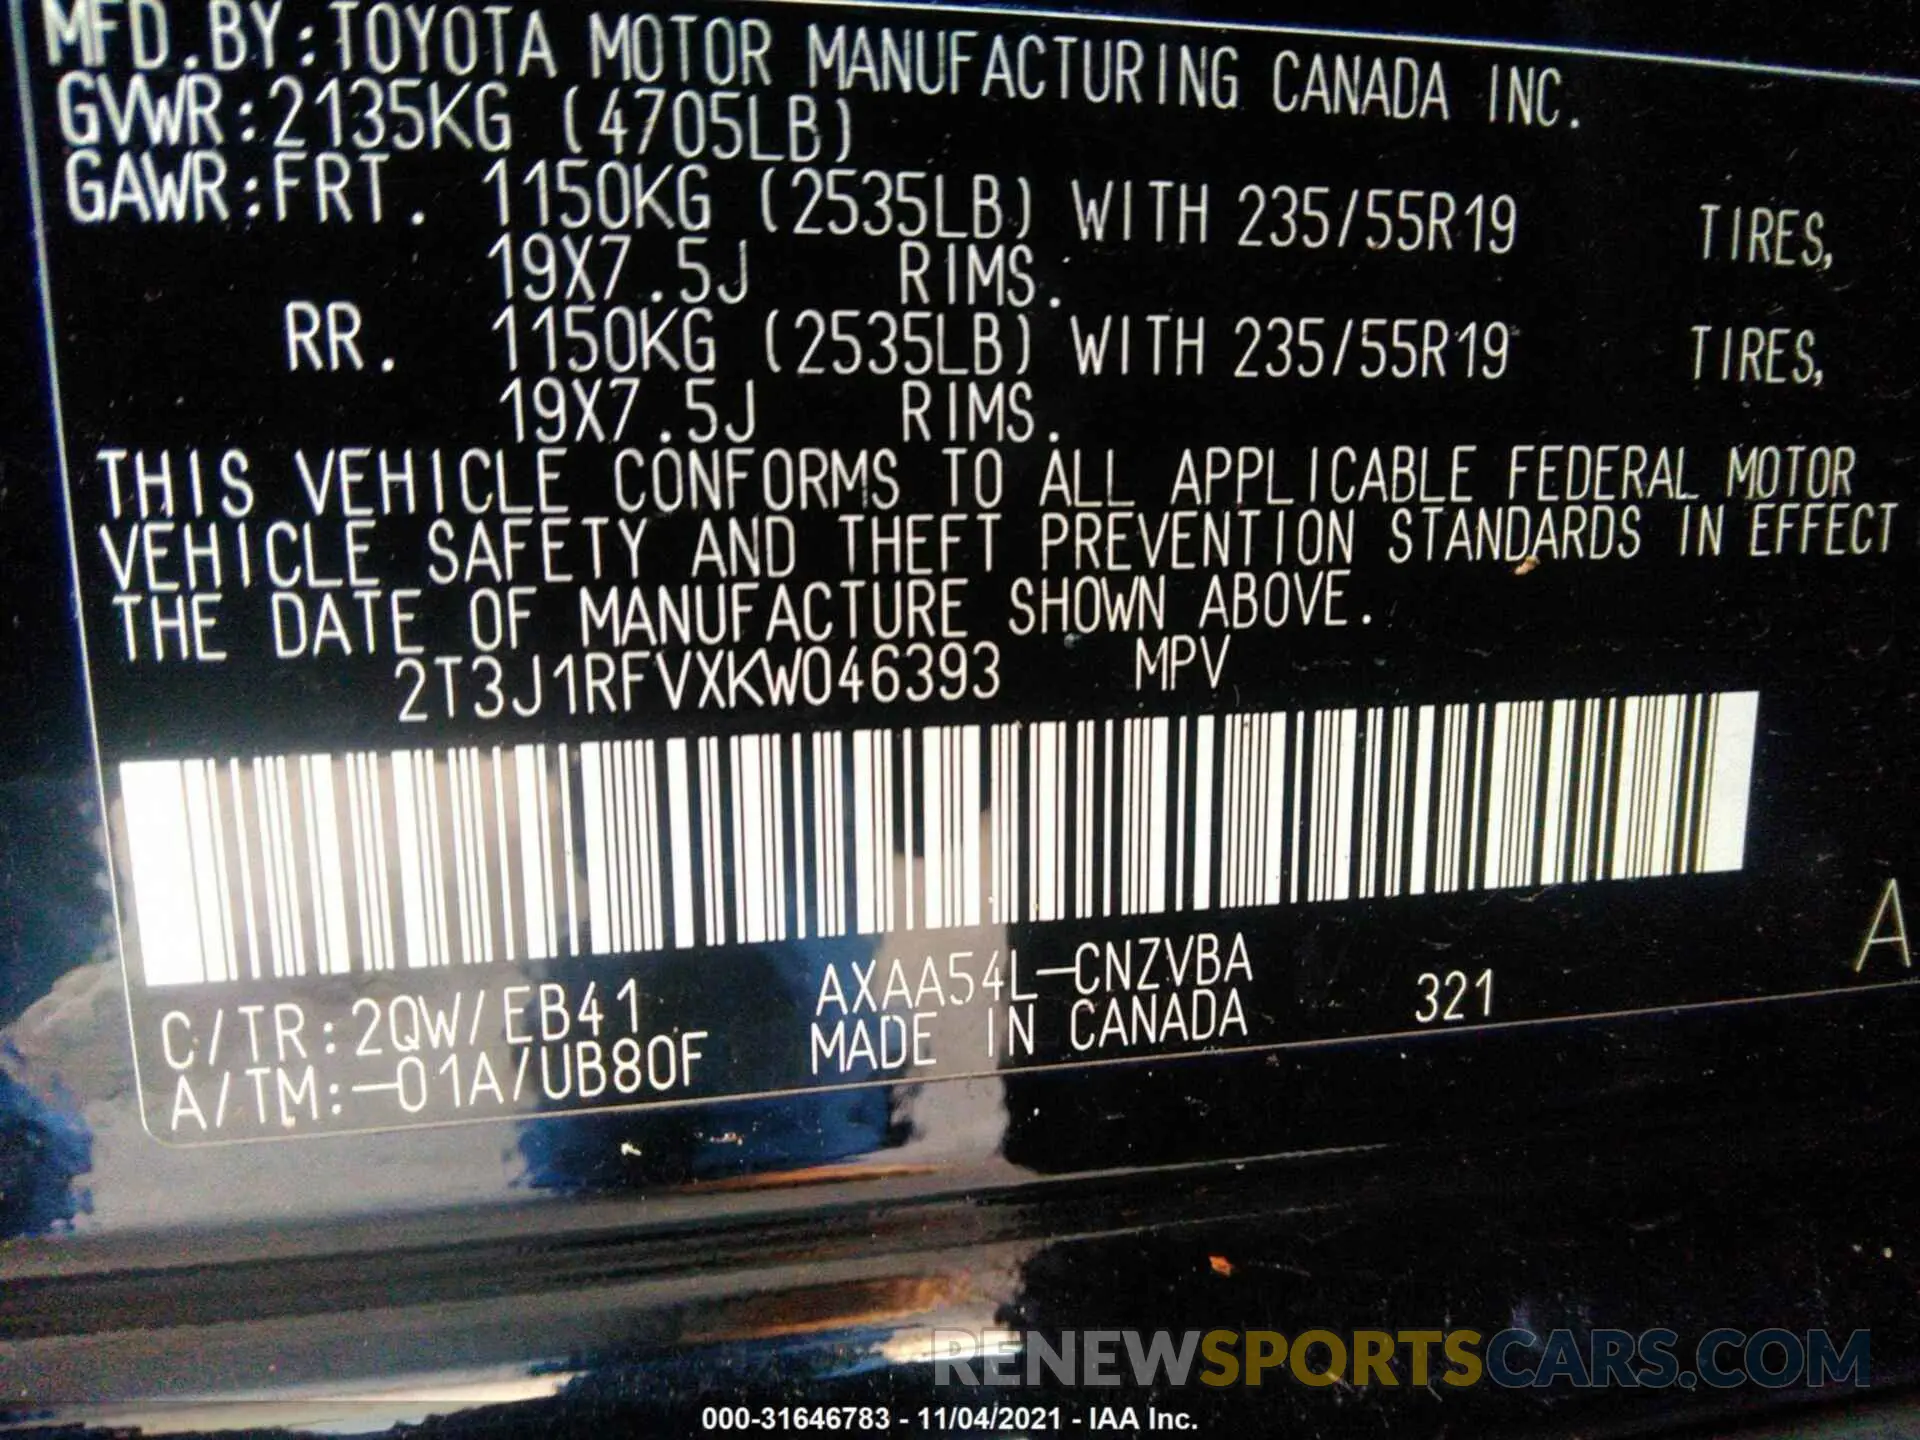 MFD.BY:TOYOTA MOTOR MANUFACTURING CANADA INC.
GVWR:2135KG (4705LB)
GAWR:FRT. 1150KG (2535LB) WITH 235/55R19 TIRES,
19X7.5J RIMS.
RR. 1150KG (2535LB) WITH 235/55R19 TIRES,
19X7.5J RIMS.
THIS VEHICLE CONFORMS TO ALL APPLICABLE FEDERAL MOTOR
VEHICLE SAFETY AND THEFT PREVENTION STANDARDS IN EFFECT
THE DATE OF MANUFACTURE SHOWN ABOVE.
2T3J1RFVXKW046393 MPV
C/TR:2QW/EB41 AXAA54L-CNZVBA 321 A
A/TM:-01A/UB80F MADE IN CANADA
RENEWSPORTSCARS.COM
000-31646783 - 11/04/2021 - IAA Inc.